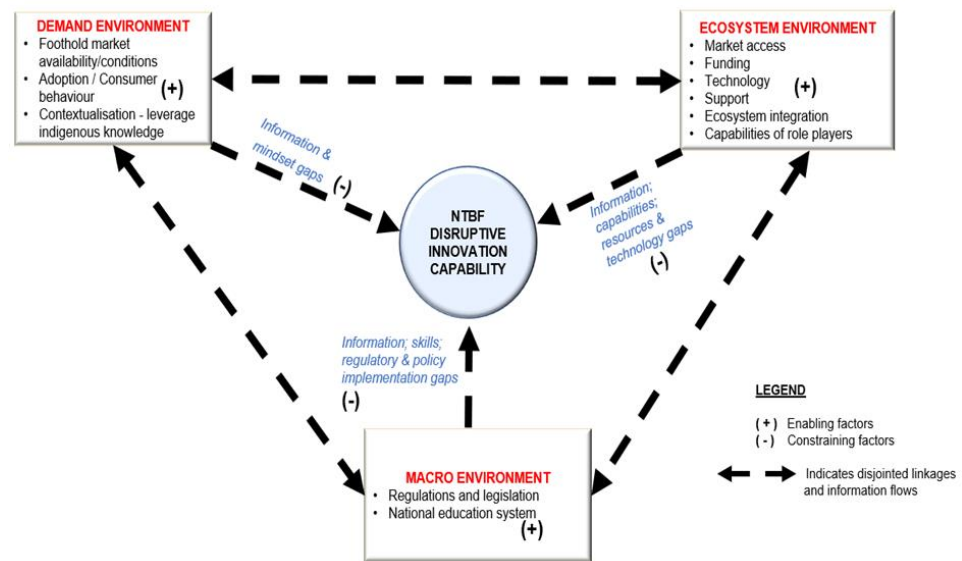 DEMAND ENVIRONMENT
• Foothold market
availability/conditions
• Adoption / Consumer
behaviour
(+)
• Contextualisation - leverage
indigenous knowledge
ECOSYSTEM ENVIRONMENT
• Market access
• Funding
• Technology
• Support
• Ecosystem integration
• Capabilities of role players
(+)
Information &
mindset gaps
(-)
NTBF
DISRUPTIVE
INNOVATION
CAPABILITY
Information;
capabilities;
resources &
technology gaps
(-)
Information; skills;
regulatory & policy
implementation gaps
(-)
MACRO ENVIRONMENT
• Regulations and legislation
• National education system
(+)
LEGEND
(+) Enabling factors
(-) Constraining factors
Indicates disjointed linkages
and information flows